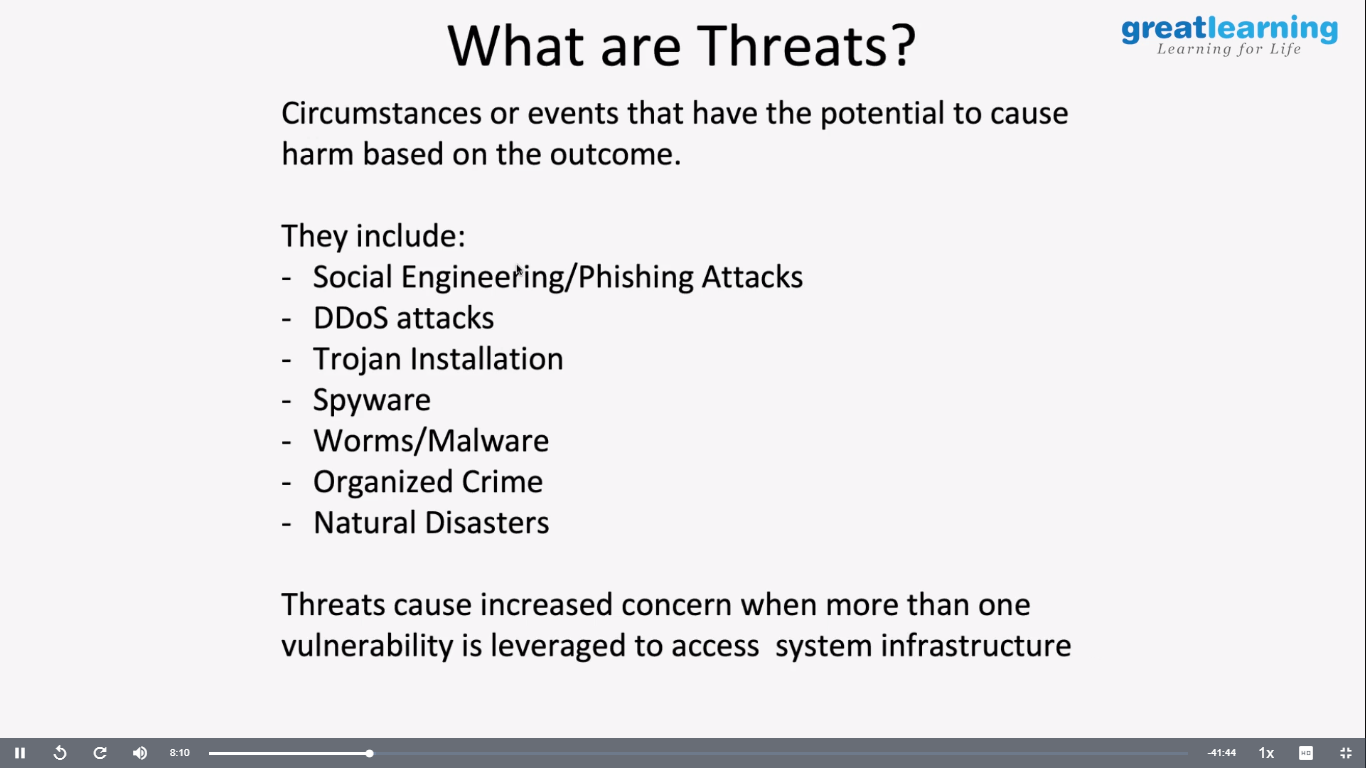 What are Threats?
greatlearning
Learning for Life
Circumstances or events that have the potential to cause
harm based on the outcome.
They include:
- Social Engineering/Phishing Attacks
- DDoS attacks
- Trojan Installation
- Spyware
- Worms/Malware
- Organized Crime
- Natural Disasters
Threats cause increased concern when more than one
vulnerability is leveraged to access  system infrastructure
8:10
-41:44
1x
HD